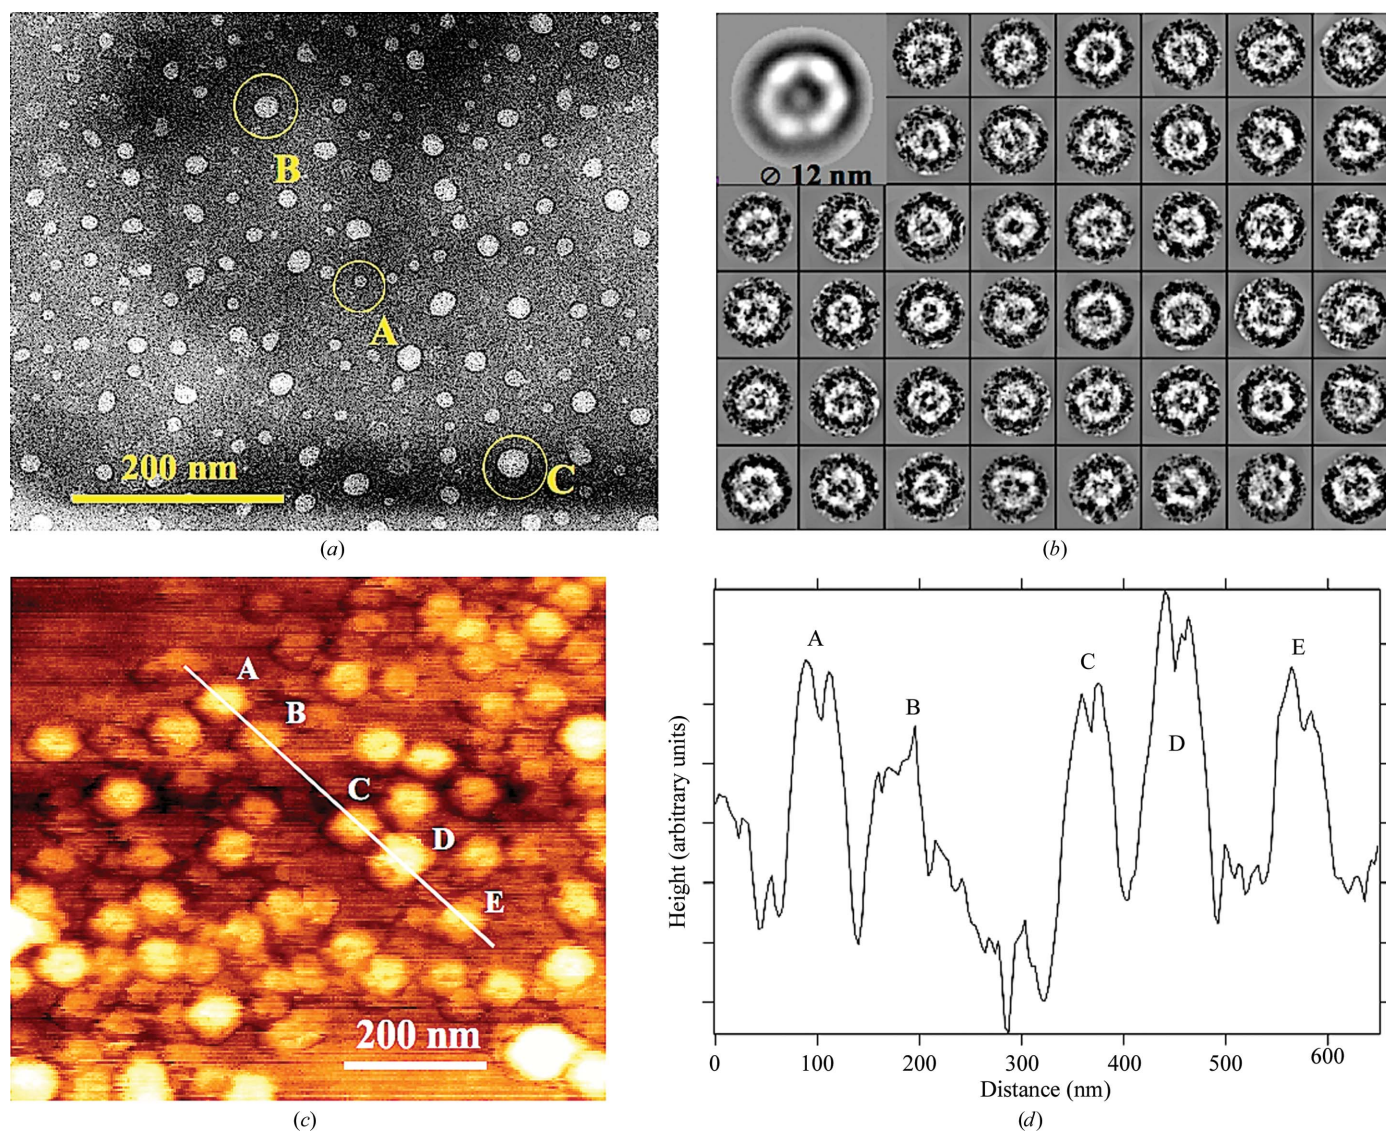 B
A
200 nm
C
(a)
∅ 12 nm
(b)
A
B
C
D
E
200 nm
(c)
A
B
C
D
E
Height (arbitrary units)
0 100 200 300 400 500 600
Distance (nm)
(d)